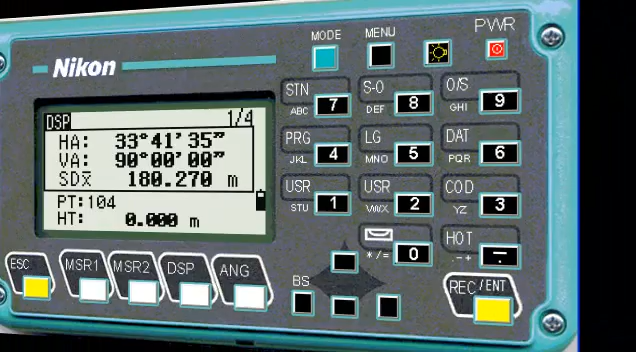 PWR
MODE MENU
Nikon
STN 7 S-O 8 O/S 9
ABC DEF GHI
DSP 1/4
HA: 33°41'35"
VA: 90°00'00"
SDx̄ 180.270 m
PT:104
HT: 0.000 m
PRG 4 LG 5 DAT 6
JKL MNO PQR
USR 1 USR 2 COD 3
STU VWX YZ
0 HOT
*/= .-+
ESC MSR1 MSR2 DSP ANG
BS REC/ENT